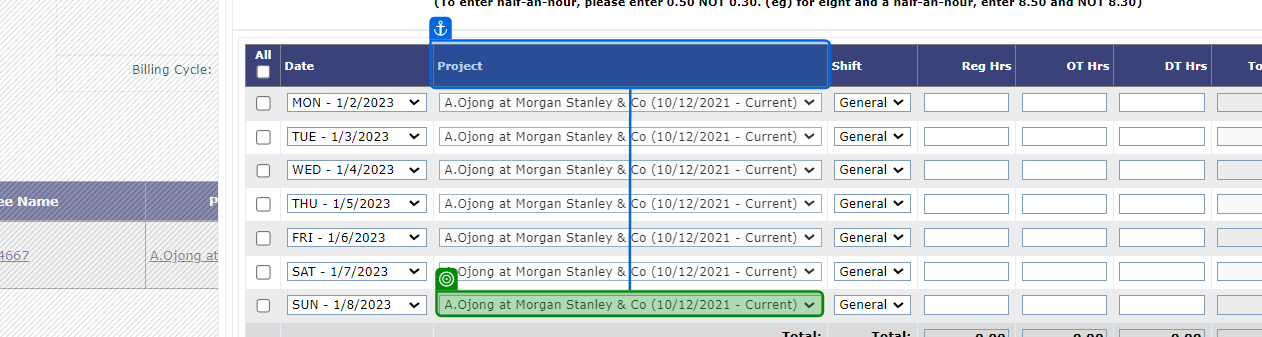 (To enter half-an-hour, please enter 0.50 NOT 0.30. (eg) for eight and a half-an-hour, enter 8.50 and NOT 8.30)
Billing Cycle:
All Date Project Shift Reg Hrs OT Hrs DT Hrs To
MON - 1/2/2023 A.Ojong at Morgan Stanley & Co (10/12/2021 - Current) General
TUE - 1/3/2023 A.Ojong at Morgan Stanley & Co (10/12/2021 - Current) General
WED - 1/4/2023 A.Ojong at Morgan Stanley & Co (10/12/2021 - Current) General
ee Name P
THU - 1/5/2023 A.Ojong at Morgan Stanley & Co (10/12/2021 - Current) General
FRI - 1/6/2023 A.Ojong at Morgan Stanley & Co (10/12/2021 - Current) General
4667 A.Ojong at
SAT - 1/7/2023 A.Ojong at Morgan Stanley & Co (10/12/2021 - Current) General
SUN - 1/8/2023 A.Ojong at Morgan Stanley & Co (10/12/2021 - Current) General
Total: Total: 0.00 0.00 0.00